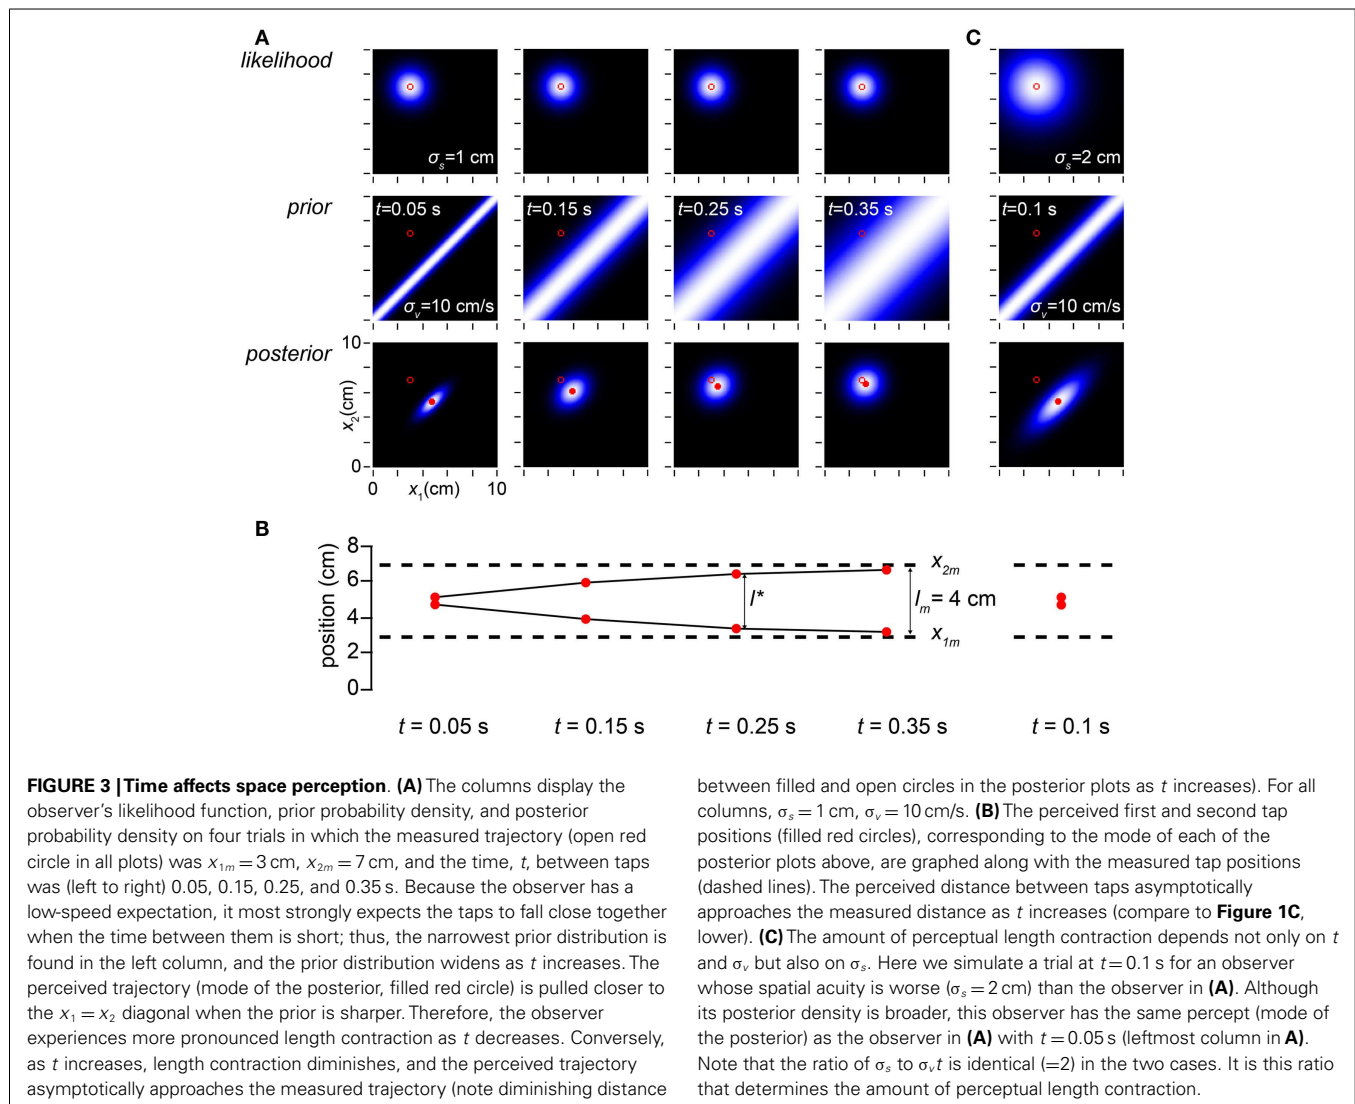 A
C
likelihood
σs=1 cm
σs=2 cm
prior
t=0.05 s
t=0.15 s
t=0.25 s
t=0.35 s
t=0.1 s
σv=10 cm/s
σv=10 cm/s
posterior
10
x2(cm)
0
0
x1(cm)
10
B
8
6
4
2
0
position (cm)
x2m
l*
lm= 4 cm
x1m
t = 0.05 s
t = 0.15 s
t = 0.25 s
t = 0.35 s
t = 0.1 s
FIGURE 3 | Time affects space perception. (A) The columns display the
observer's likelihood function, prior probability density, and posterior
probability density on four trials in which the measured trajectory (open red
circle in all plots) was x1m = 3 cm, x2m = 7 cm, and the time, t, between taps
was (left to right) 0.05, 0.15, 0.25, and 0.35 s. Because the observer has a
low-speed expectation, it most strongly expects the taps to fall close together
when the time between them is short; thus, the narrowest prior distribution is
found in the left column, and the prior distribution widens as t increases. The
perceived trajectory (mode of the posterior, filled red circle) is pulled closer to
the x1 = x2 diagonal when the prior is sharper. Therefore, the observer
experiences more pronounced length contraction as t decreases. Conversely,
as t increases, length contraction diminishes, and the perceived trajectory
asymptotically approaches the measured trajectory (note diminishing distance
between filled and open circles in the posterior plots as t increases). For all
columns, σs = 1 cm, σv = 10 cm/s. (B) The perceived first and second tap
positions (filled red circles), corresponding to the mode of each of the
posterior plots above, are graphed along with the measured tap positions
(dashed lines). The perceived distance between taps asymptotically
approaches the measured distance as t increases (compare to Figure 1C,
lower). (C) The amount of perceptual length contraction depends not only on t
and σv but also on σs. Here we simulate a trial at t = 0.1 s for an observer
whose spatial acuity is worse (σs = 2 cm) than the observer in (A). Although
its posterior density is broader, this observer has the same percept (mode of
the posterior) as the observer in (A) with t = 0.05 s (leftmost column in A).
Note that the ratio of σs to σvt is identical (=2) in the two cases. It is this ratio
that determines the amount of perceptual length contraction.